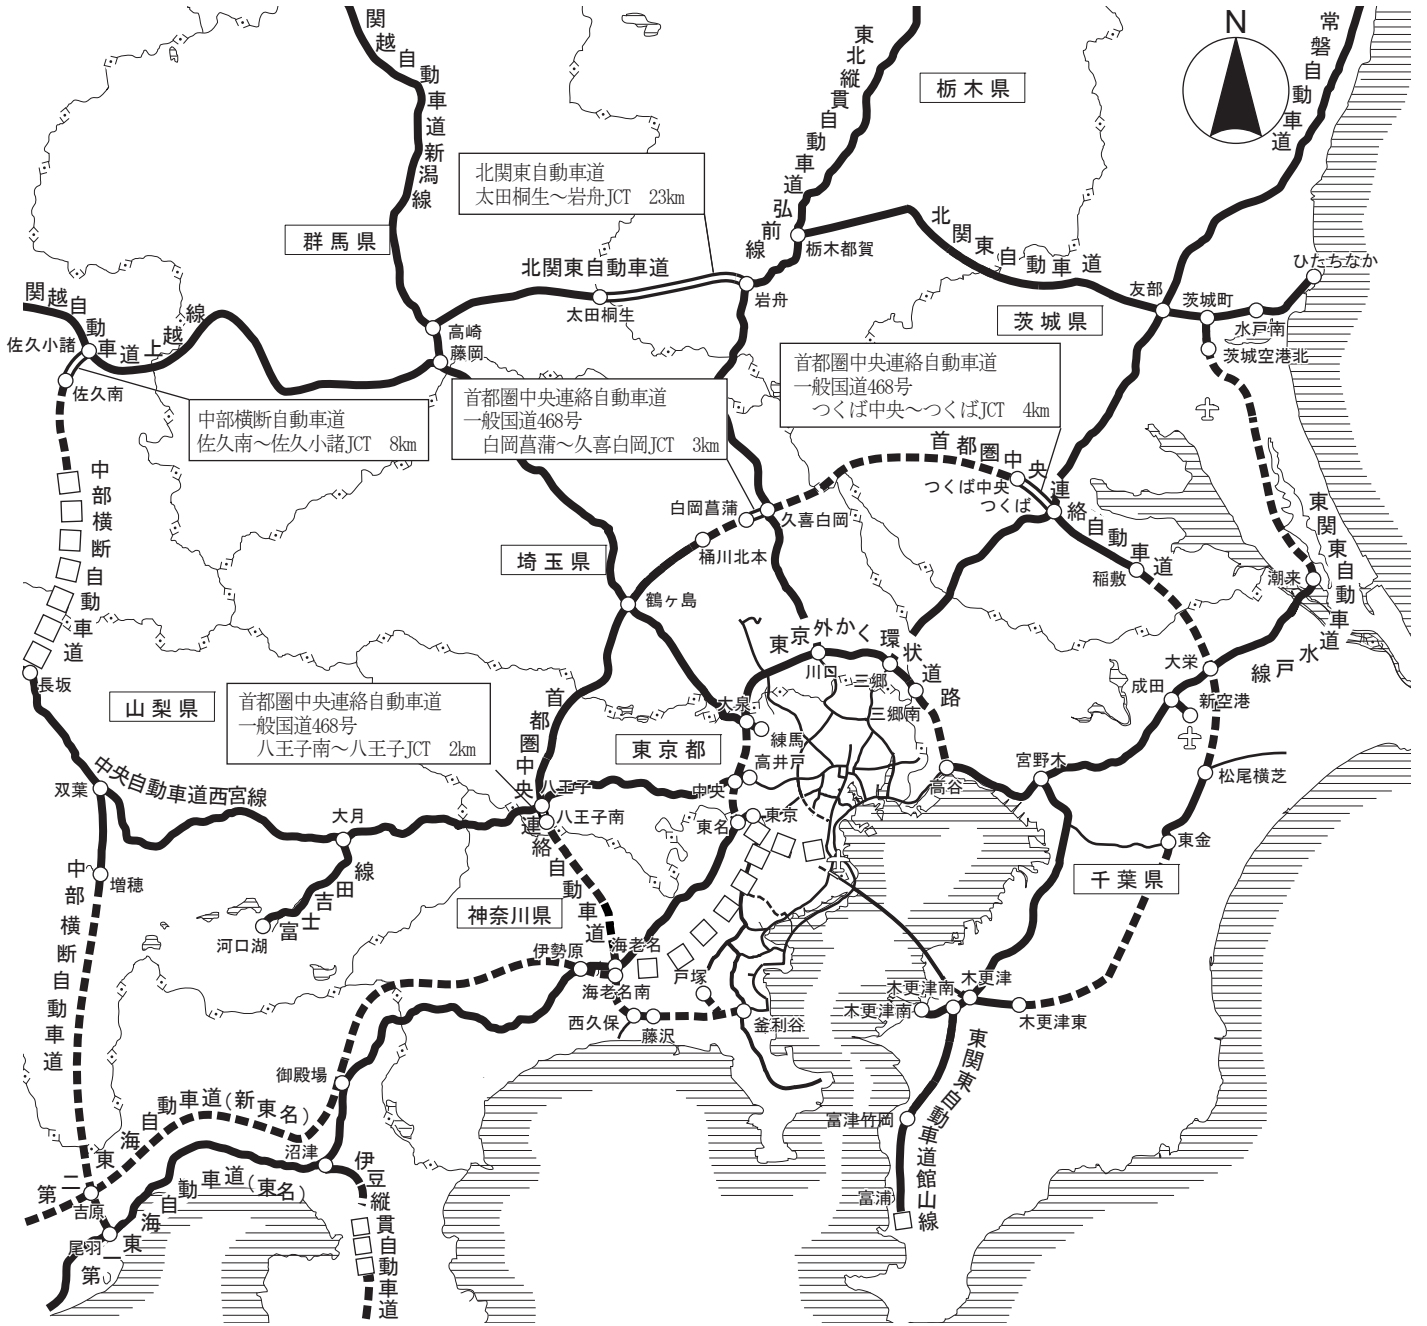 関越自動車道新潟線
東北縦貫自動車道弘前線
栃木県
N
常磐自動車道
北関東自動車道
太田桐生～岩舟JCT　23km
群馬県
北関東自動車道
栃木都賀
北関東自動車道
ひたちなか
関越自動車道上越線
太田桐生
岩舟
友部
茨城町
水戸南
茨城県
茨城空港北
佐久小諸
高崎
藤岡
佐久南
中部横断自動車道
佐久南～佐久小諸JCT　8km
首都圏中央連絡自動車道
一般国道468号
白岡菖蒲～久喜白岡JCT　3km
首都圏中央連絡自動車道
一般国道468号
つくば中央～つくばJCT　4km
首都圏中央連絡自動車道
つくば中央
つくば
中部横断自動車道
白岡菖蒲
久喜白岡
桶川北本
埼玉県
稲敷
潮来
東関東自動車道水戸線
鶴ヶ島
東京外かく環状道路
川口
三郷
三郷南
大栄
成田
新空港
長坂
山梨県
首都圏中央連絡自動車道
一般国道468号
八王子南～八王子JCT　2km
首都圏中央連絡自動車道
大泉
練馬
東京都
高井戸
中央
宮野木
高谷
松尾横芝
双葉
中央自動車道西宮線
大月
八王子
八王子南
東名
東京
東金
千葉県
増穂
中部横断自動車道
富士吉田線
河口湖
神奈川県
伊勢原
海老名
海老名南
戸塚
西久保
藤沢
釜利谷
木更津南
木更津
木更津南
木更津東
御殿場
東関東自動車道館山線
富津竹岡
富浦
第二東海自動車道(新東名)
沼津
伊豆縦貫自動車道
吉原
尾羽
第一東海自動車道(東名)